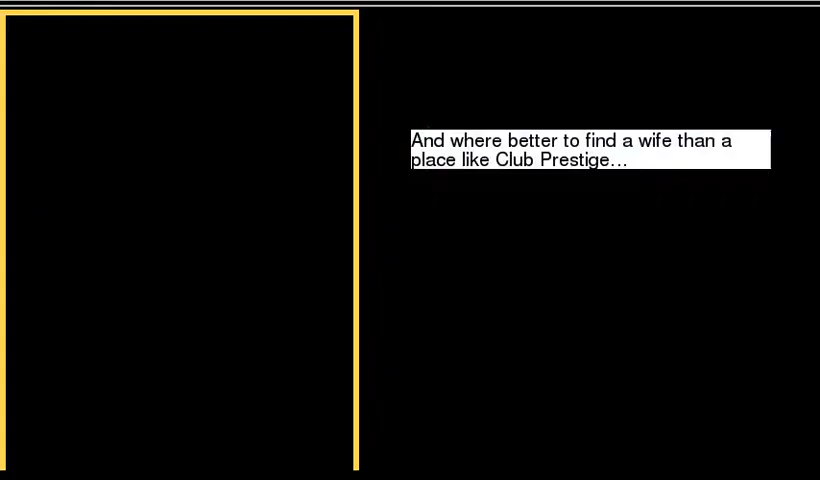 And where better to find a wife than a
place like Club Prestige...